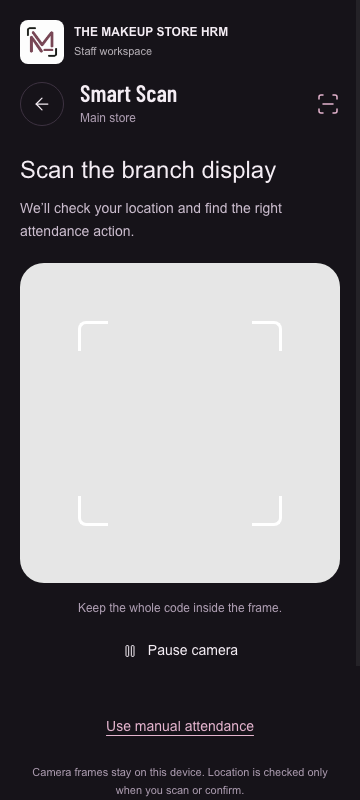 THE MAKEUP STORE HRM
Staff workspace
Smart Scan
Main store
Scan the branch display
We'll check your location and find the right
attendance action.
Keep the whole code inside the frame.
Pause camera
Use manual attendance
Camera frames stay on this device. Location is checked only
when you scan or confirm.